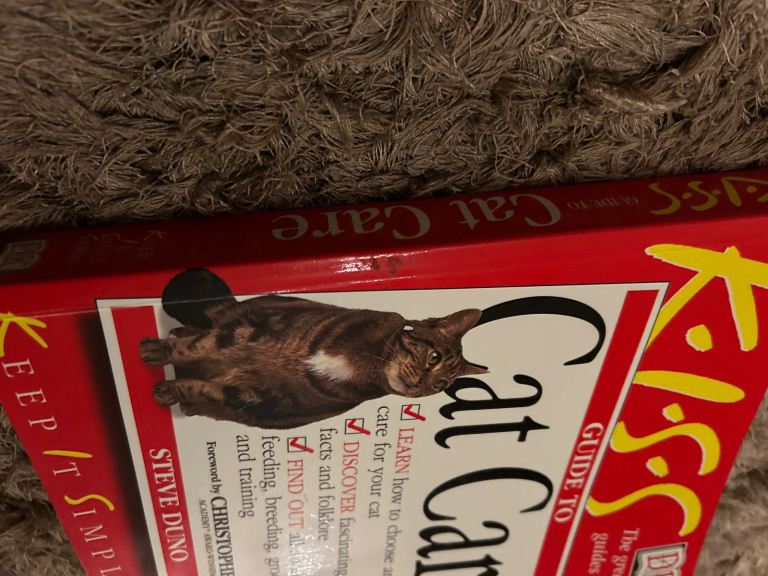 K·I·S·S
GUIDE TO
Cat Care
K·I·S·S
The
guides
GUIDE TO
Cat Car
LEARN how to choose
care for your cat
DISCOVER fascinating
facts and folklore
FIND OUT
feeding, breeding,
and training
Foreword by CHRISTOPHE
STEVE DUNO
KEEP IT SIMPL